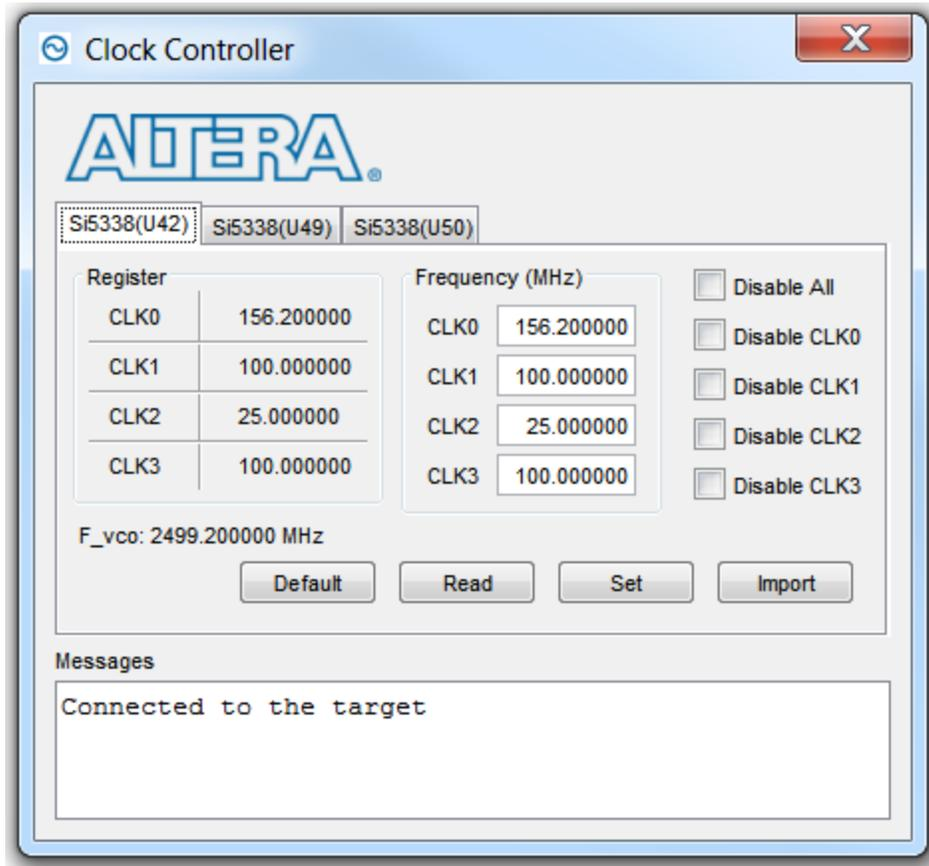 Clock Controller
ALTERA®
Si5338(U42) Si5338(U49) Si5338(U50)
Register
CLK0 156.200000
CLK1 100.000000
CLK2 25.000000
CLK3 100.000000
Frequency (MHz)
CLK0 156.200000
CLK1 100.000000
CLK2 25.000000
CLK3 100.000000
Disable All
Disable CLK0
Disable CLK1
Disable CLK2
Disable CLK3
F_vco: 2499.200000 MHz
Default Read Set Import
Messages
Connected to the target